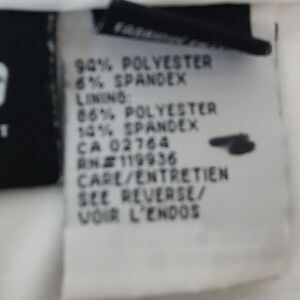 94% POLYESTER
6% SPANDEX
LINING:
86% POLYESTER
14% SPANDEX
CA 02764
RN#119936
CARE/ENTRETIEN
SEE REVERSE/
VOIR L'ENDOS